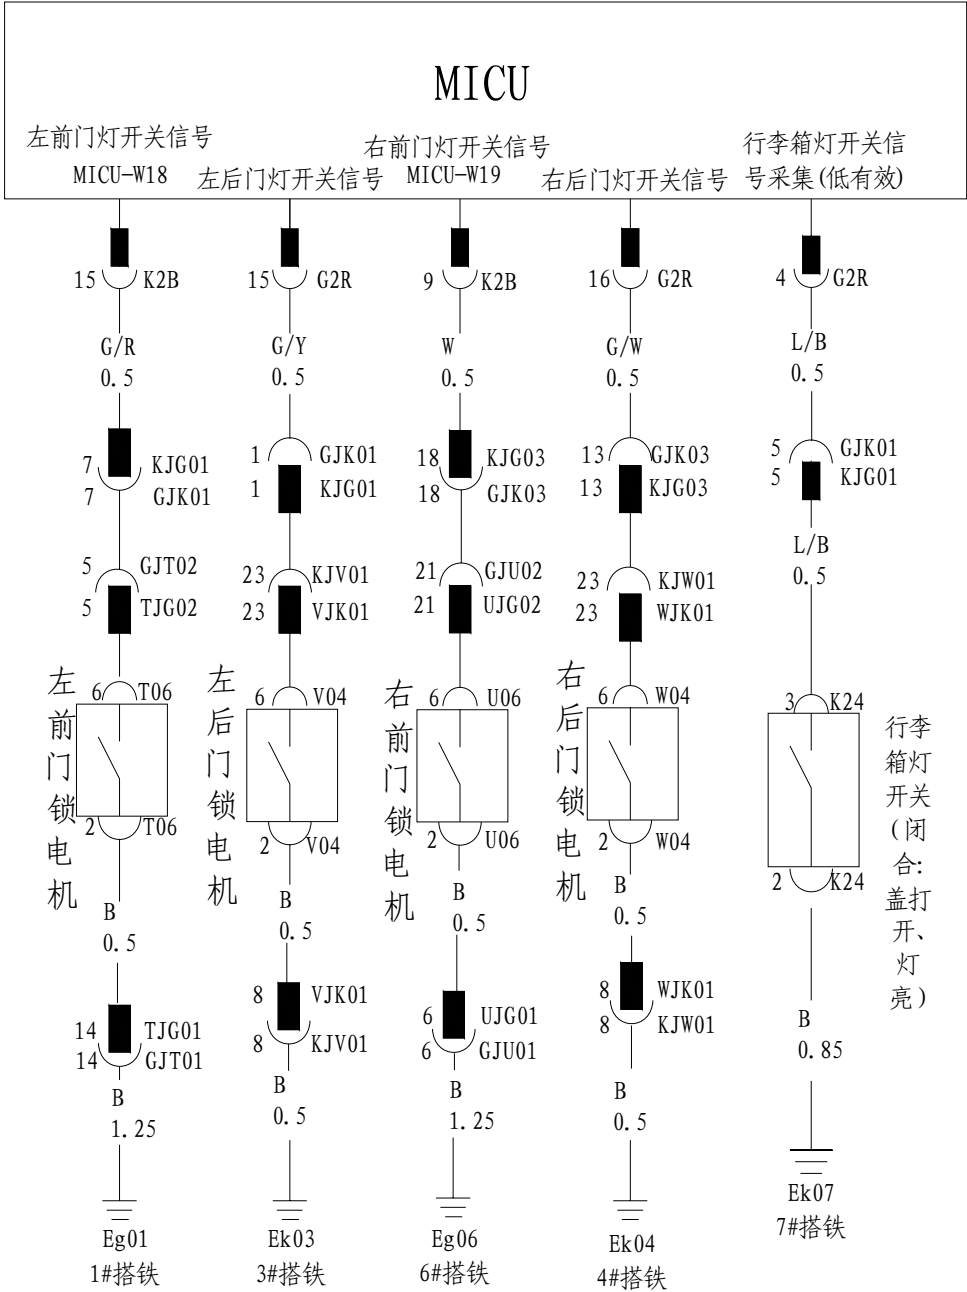 MICU
左前门灯开关信号
MICU-W18
左后门灯开关信号
右前门灯开关信号
MICU-W19
右后门灯开关信号
行李箱灯开关信
号采集(低有效)
15 K2B
15 G2R
9 K2B
16 G2R
4 G2R
G/R
0.5
G/Y
0.5
W
0.5
G/W
0.5
L/B
0.5
7 KJG01
7 GJK01
1 GJK01
1 KJG01
18 KJG03
18 GJK03
13 GJK03
13 KJG03
5 GJK01
5 KJG01
L/B
0.5
5 GJT02
5 TJG02
23 KJV01
23 VJK01
21 GJU02
21 UJG02
23 KJW01
23 WJK01
左前门锁电机
6 T06
2 T06
左后门锁电机
6 V04
2 V04
右前门锁电机
6 U06
2 U06
右后门锁电机
6 W04
2 W04
3 K24
2 K24
行李
箱灯
开关
(闭
合:
盖打
开、
灯
亮)
B
0.5
B
0.5
B
0.5
B
0.5
14 TJG01
14 GJT01
8 VJK01
8 KJV01
6 UJG01
6 GJU01
8 WJK01
8 KJW01
B
0.85
B
1.25
B
0.5
B
1.25
B
0.5
Eg01
1#搭铁
Ek03
3#搭铁
Eg06
6#搭铁
Ek04
4#搭铁
Ek07
7#搭铁